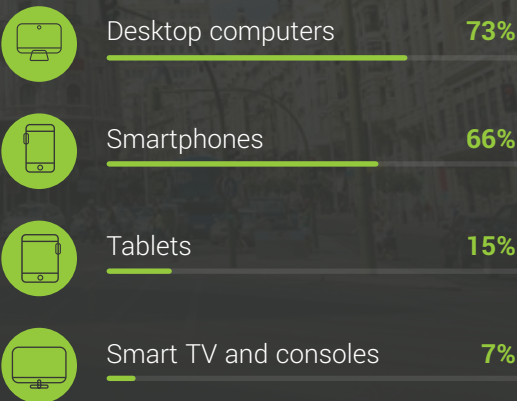 Desktop computers 73%
Smartphones 66%
Tablets 15%
Smart TV and consoles 7%